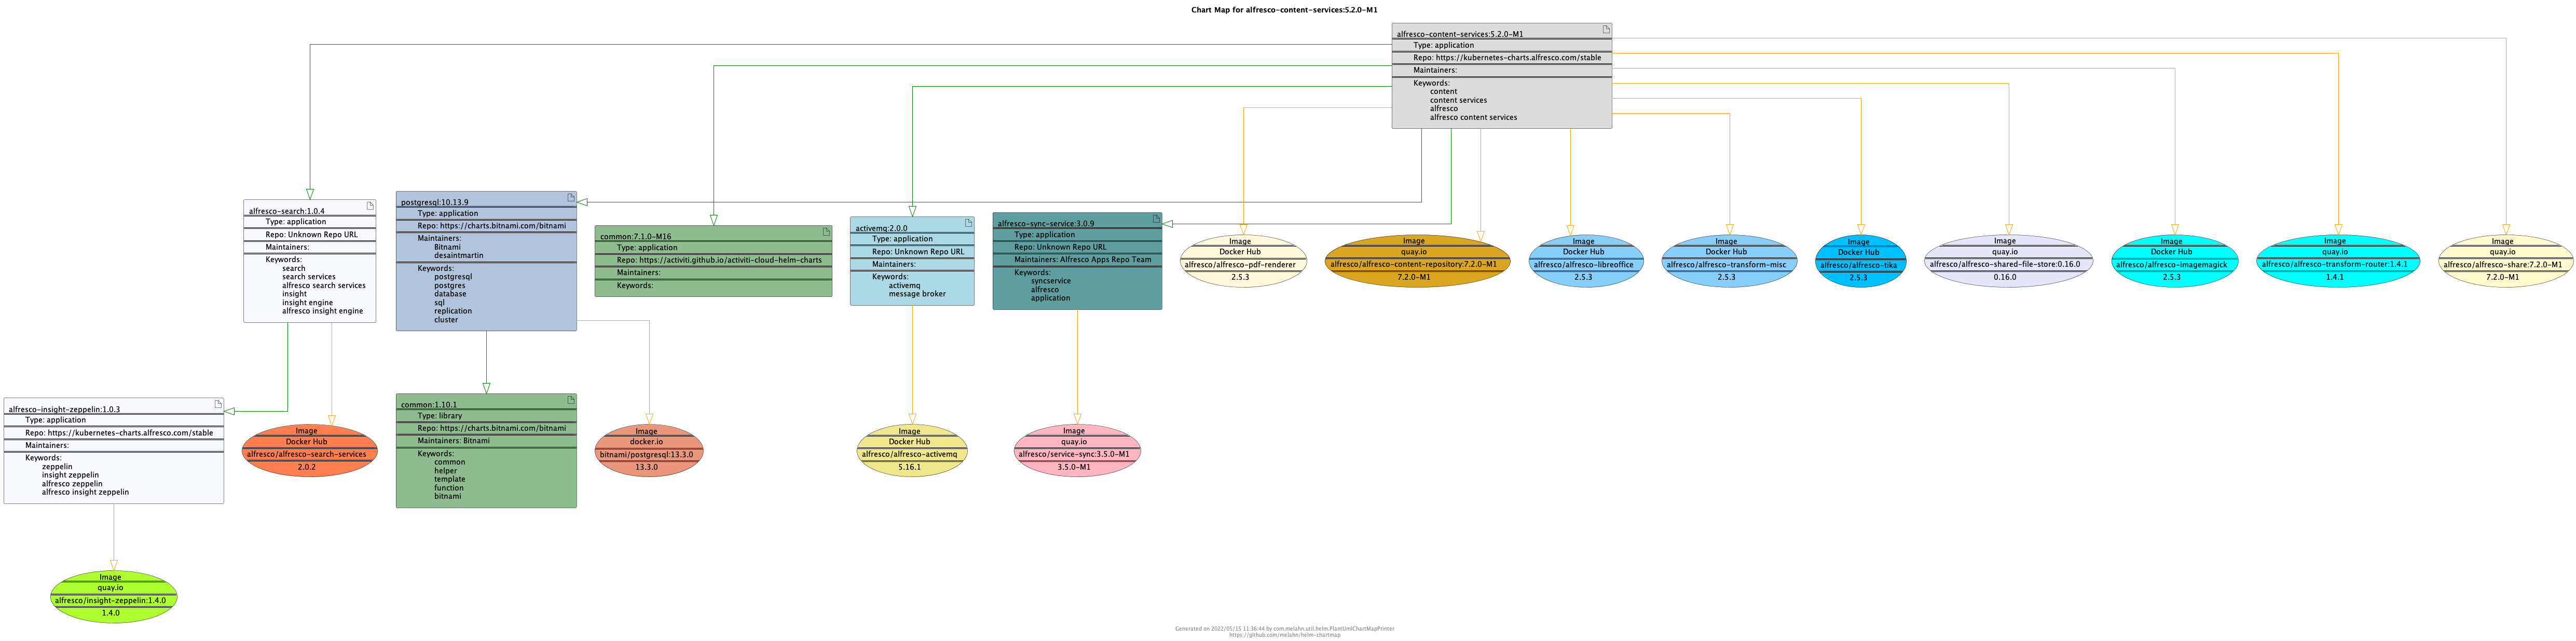 Chart Map for alfresco-content-services:5.2.0-M1
alfresco-content-services:5.2.0-M1
Type: application
Repo: https://kubernetes-charts.alfresco.com/stable
Maintainers:
Keywords:
content
content services
alfresco
alfresco content services
alfresco-search:1.0.4
Type: application
Repo: Unknown Repo URL
Maintainers:
Keywords:
search
search services
alfresco search services
insight
insight engine
alfresco insight engine
postgresql:10.13.9
Type: application
Repo: https://charts.bitnami.com/bitnami
Maintainers:
Bitnami
desaintmartin
Keywords:
postgresql
postgres
database
sql
replication
cluster
common:7.1.0-M16
Type: application
Repo: https://activiti.github.io/activiti-cloud-helm-charts
Maintainers:
Keywords:
activemq:2.0.0
Type: application
Repo: Unknown Repo URL
Maintainers:
Keywords:
activemq
message broker
alfresco-sync-service:3.0.9
Type: application
Repo: Unknown Repo URL
Maintainers: Alfresco Apps Repo Team
Keywords:
syncservice
alfresco
application
Image
Docker Hub
alfresco/alfresco-pdf-renderer
2.5.3
Image
quay.io
alfresco/alfresco-content-repository:7.2.0-M1
7.2.0-M1
Image
Docker Hub
alfresco/alfresco-libreoffice
2.5.3
Image
Docker Hub
alfresco/alfresco-transform-misc
2.5.3
Image
Docker Hub
alfresco/alfresco-tika
2.5.3
Image
quay.io
alfresco/alfresco-shared-file-store:0.16.0
0.16.0
Image
Docker Hub
alfresco/alfresco-imagemagick
2.5.3
Image
quay.io
alfresco/alfresco-transform-router:1.4.1
1.4.1
Image
quay.io
alfresco/alfresco-share:7.2.0-M1
7.2.0-M1
alfresco-insight-zeppelin:1.0.3
Type: application
Repo: https://kubernetes-charts.alfresco.com/stable
Maintainers:
Keywords:
zeppelin
insight zeppelin
alfresco zeppelin
alfresco insight zeppelin
Image
Docker Hub
alfresco/alfresco-search-services
2.0.2
common:1.10.1
Type: library
Repo: https://charts.bitnami.com/bitnami
Maintainers: Bitnami
Keywords:
common
helper
template
function
bitnami
Image
docker.io
bitnami/postgresql:13.3.0
13.3.0
Image
Docker Hub
alfresco/alfresco-activemq
5.16.1
Image
quay.io
alfresco/service-sync:3.5.0-M1
3.5.0-M1
Image
quay.io
alfresco/insight-zeppelin:1.4.0
1.4.0
Generated on 2022/05/15 11:36:44 by com.melahn.util.helm.PlantUmlChartMapPrinter
https://github.com/melahn/helm-chartmap